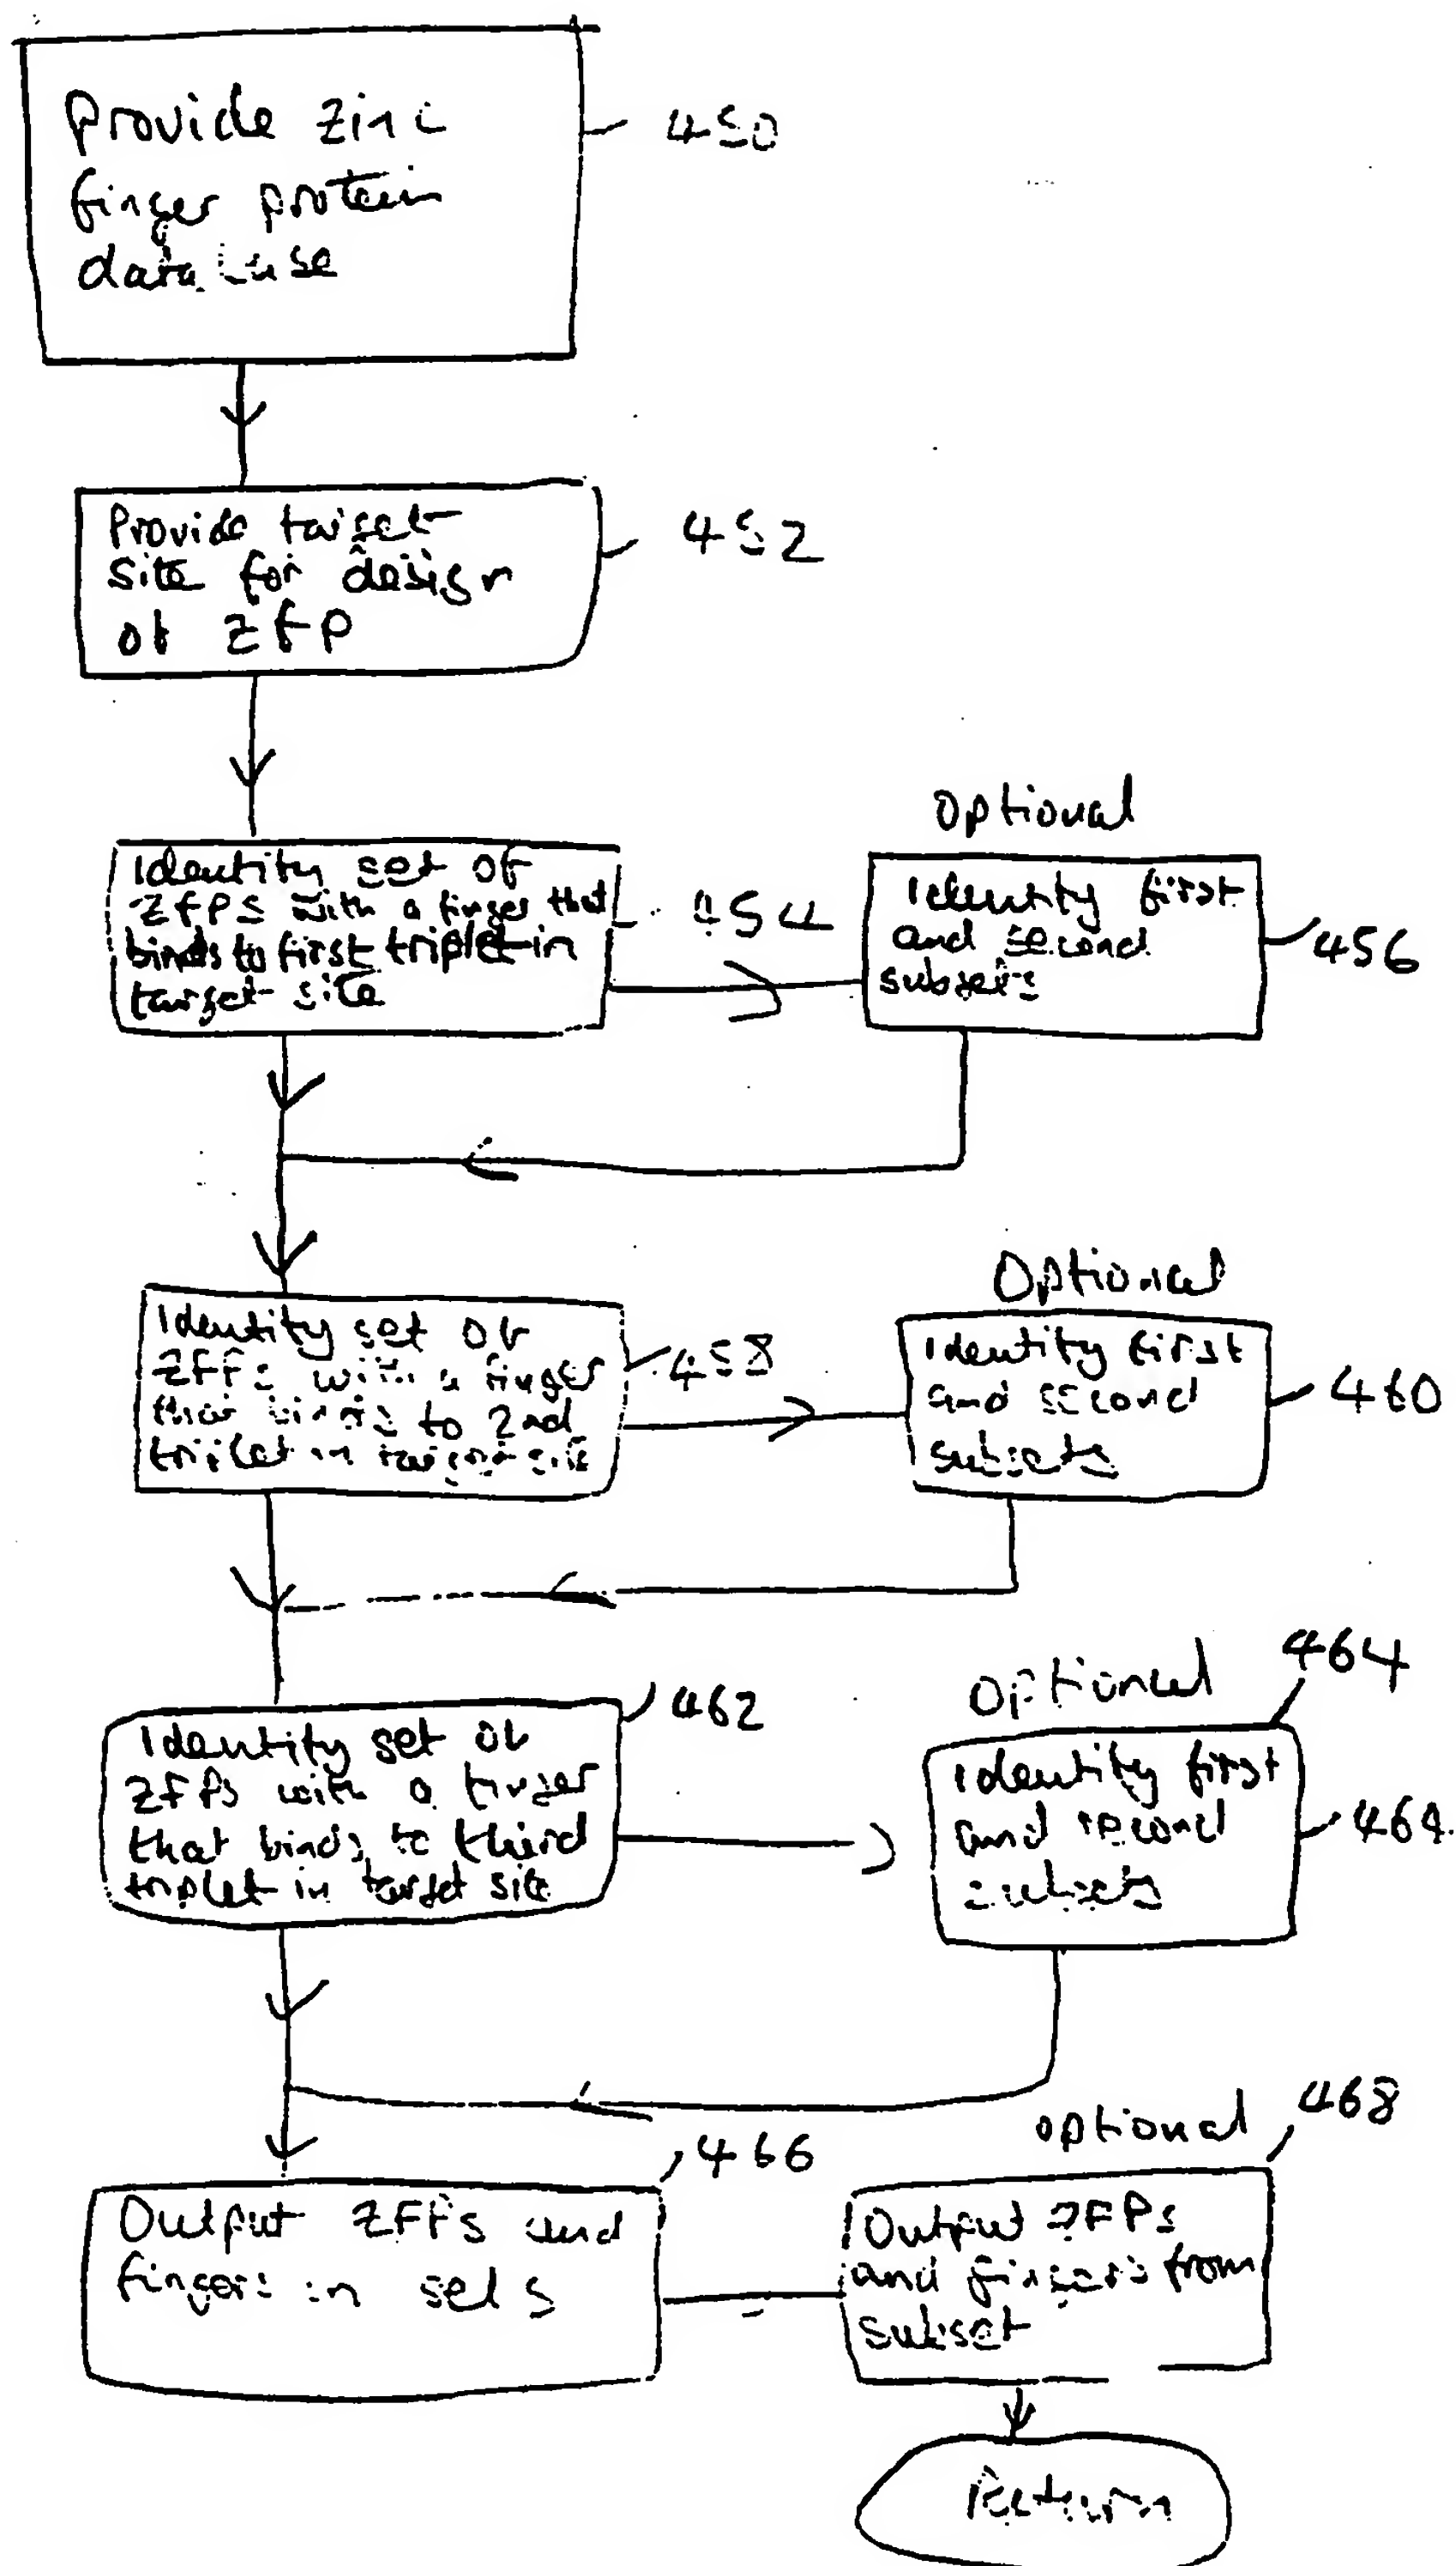 Provide zinc
finger protein
database
450
Provide target
site for design
of ZFP
452
Identify set of
ZFPs with a finger that
binds to first triplet in
target site
454
Optional
Identify first
and second
subsets
456
Identify set of
ZFPs with a finger
that binds to 2nd
triplet in target site
458
Optional
Identify first
and second
subsets
460
Identify set of
ZFPs with a finger
that binds to third
triplet in target site
462
Optional
464
Identify first
and second
subsets
464
Output ZFPs and
fingers in sets
466
optional
468
Output ZFPs
and fingers from
subset
Return